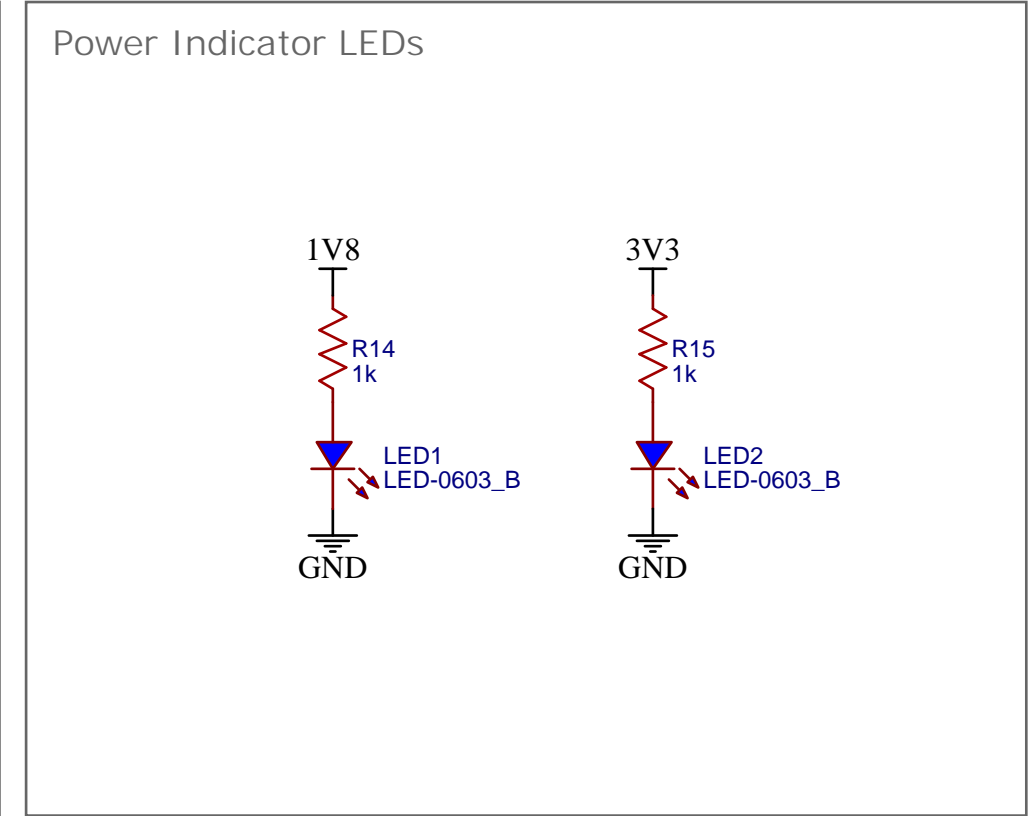 Power Indicator LEDs
1V8
R14
1k
LED1
LED-0603_B
GND
3V3
R15
1k
LED2
LED-0603_B
GND